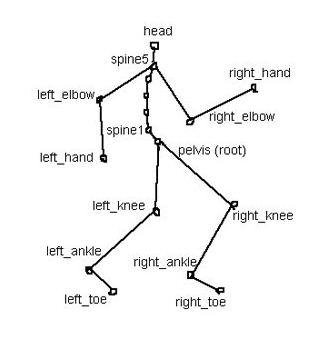 head
spine5
right_hand
left_elbow
right_elbow
spine1
pelvis (root)
left_hand
left_knee
right_knee
left_ankle
right_ankle
left_toe
right_toe